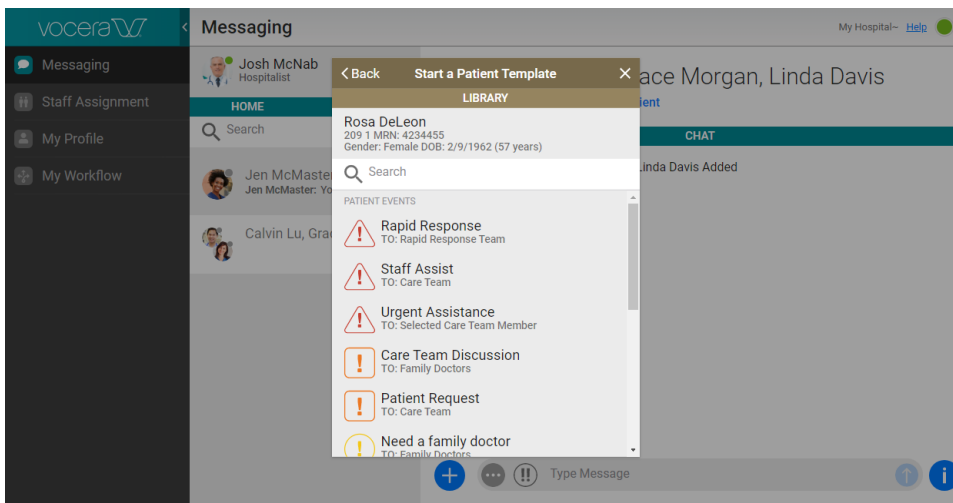 vocera
Messaging
My Hospital~ Help
Messaging
Staff Assignment
My Profile
My Workflow
Josh McNab
Hospitalist
HOME
Search
Jen McMaste
Jen McMaster: Yo
Calvin Lu, Gra
< Back Start a Patient Template ×
LIBRARY
Rosa DeLeon
209 1 MRN: 4234455
Gender: Female DOB: 2/9/1962 (57 years)
Search
PATIENT EVENTS
Rapid Response
TO: Rapid Response Team
Staff Assist
TO: Care Team
Urgent Assistance
TO: Selected Care Team Member
Care Team Discussion
TO: Family Doctors
Patient Request
TO: Care Team
Need a family doctor
TO: Family Doctors
ace Morgan, Linda Davis
ient
CHAT
Linda Davis Added
Type Message